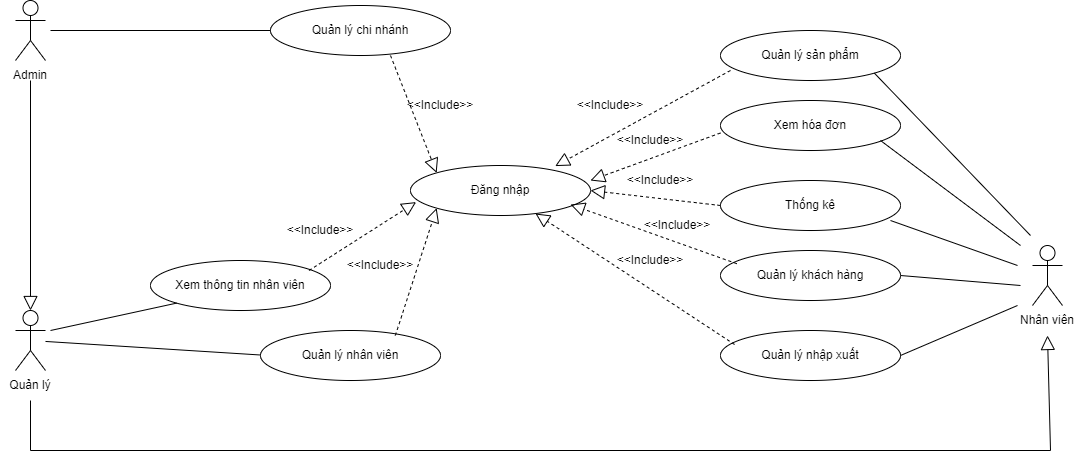 Quản lý chi nhánh
Quản lý sản phẩm
Admin
<<Include>>
<<Include>>
Xem hóa đơn
<<Include>>
<<Include>>
Đăng nhập
Thống kê
<<Include>>
<<Include>>
<<Include>>
<<Include>>
Xem thông tin nhân viên
Quản lý khách hàng
Nhân viên
Quản lý nhân viên
Quản lý nhập xuất
Quản lý